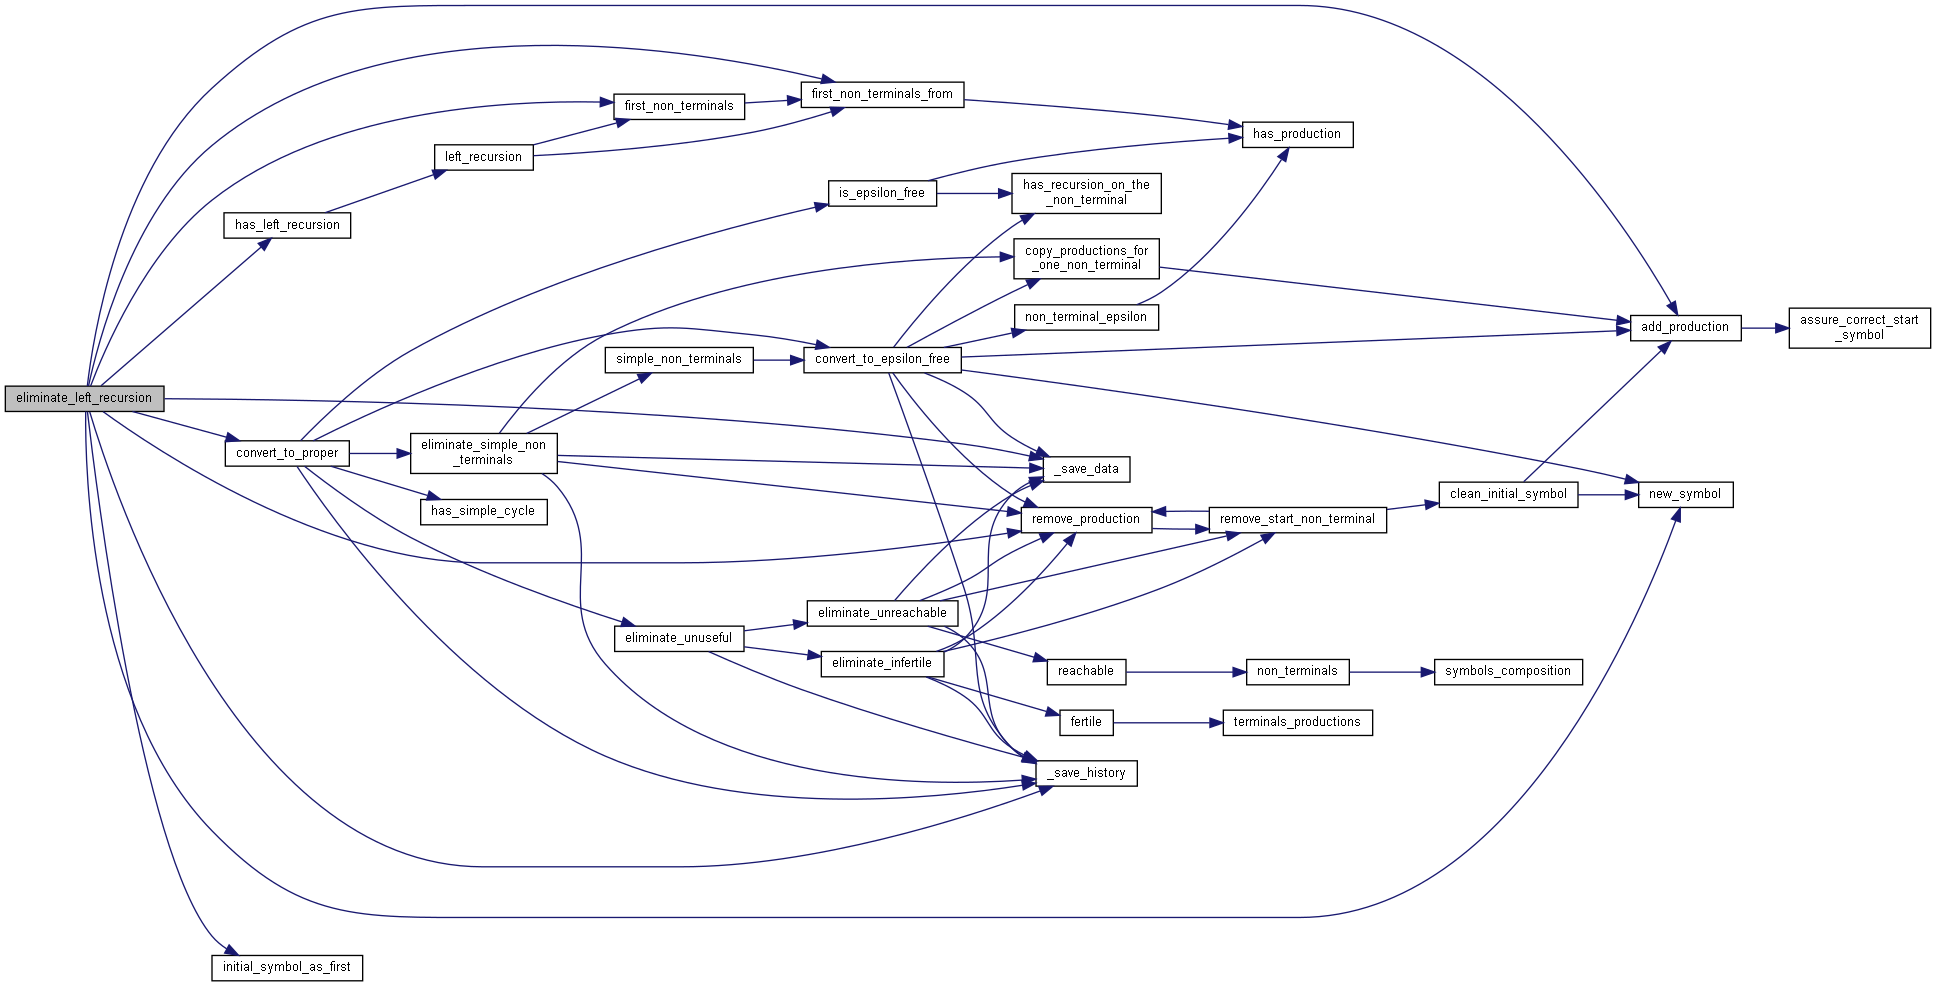 first_non_terminals_from
first_non_terminals
has_production
left_recursion
has_recursion_on_the
_non_terminal
is_epsilon_free
has_left_recursion
copy_productions_for
_one_non_terminal
non_terminal_epsilon
add_production
assure_correct_start
_symbol
simple_non_terminals
convert_to_epsilon_free
eliminate_left_recursion
convert_to_proper
eliminate_simple_non
_terminals
_save_data
clean_initial_symbol
new_symbol
has_simple_cycle
remove_production
remove_start_non_terminal
eliminate_unreachable
eliminate_unuseful
eliminate_infertile
reachable
non_terminals
symbols_composition
fertile
terminals_productions
_save_history
initial_symbol_as_first